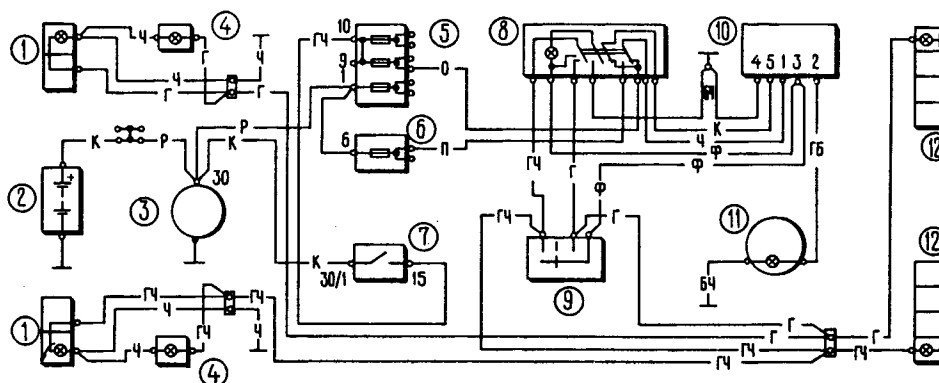 1 Ч 4 Г Ч Г Ч Г
10 ГЧ 9 1 5 О
6 6 П
8 ГЧ Г
10 4 5 1 3 2 БЧ К Ч Ф Ф ГБ
12
К Р Р К 30
2 3
К 30/1 15 7
ГЧ Ф Г 9
11 БЧ
12
1 ГЧ Ч ГЧ ГЧ Ч
Ч 4
Г Г Г
ГЧ ГЧ ГЧ